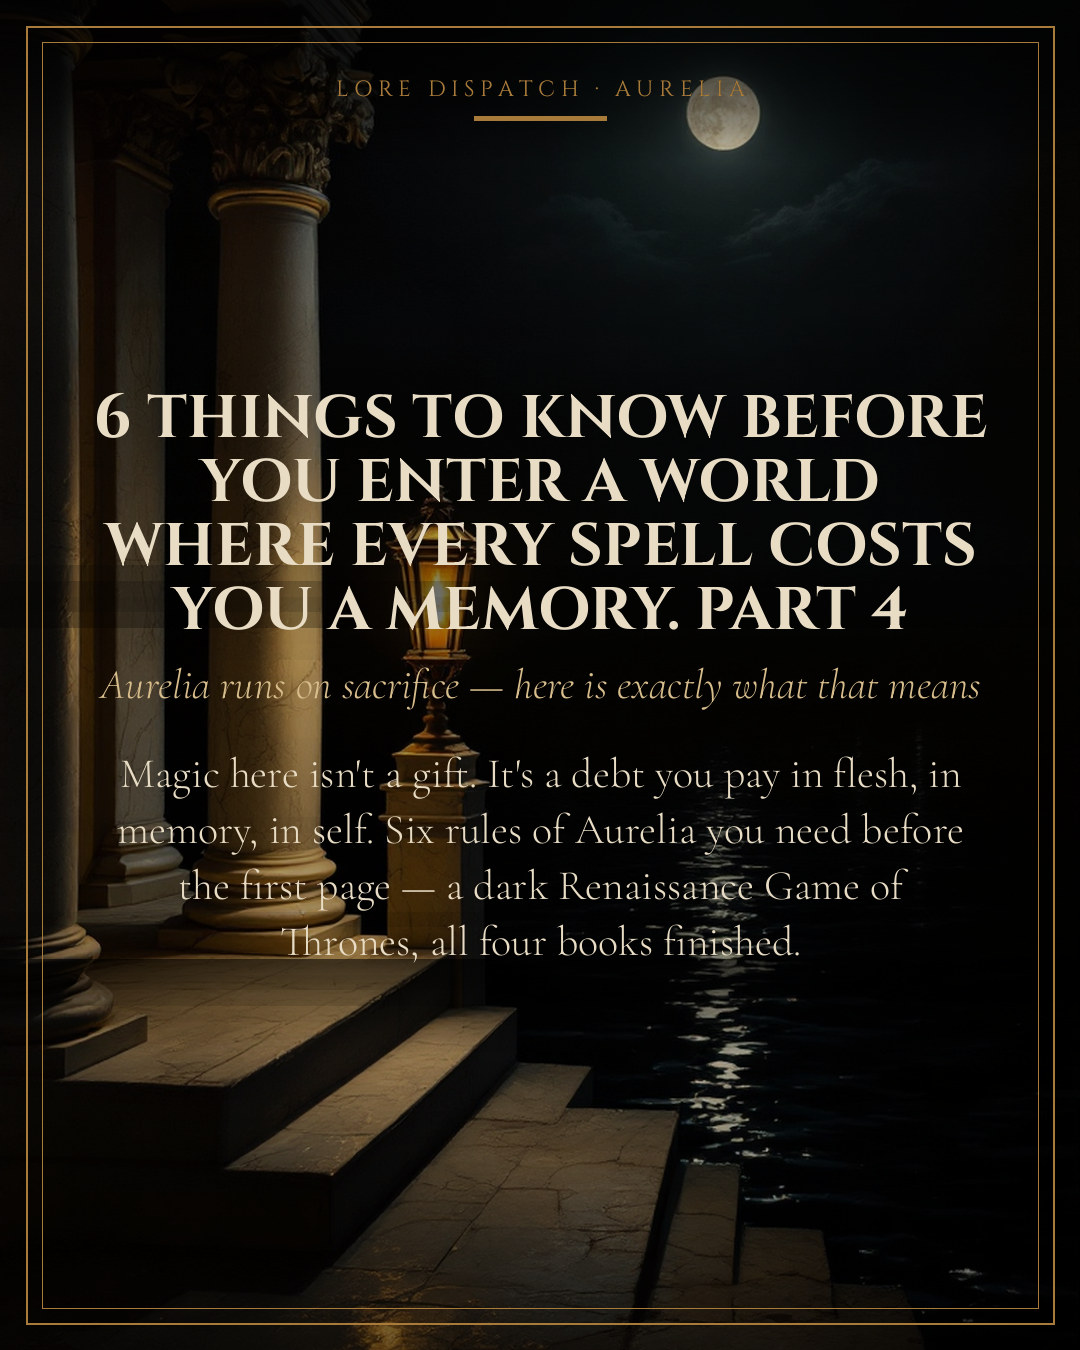 LORE DISPATCH · AURELIA
6 THINGS TO KNOW BEFORE
YOU ENTER A WORLD
WHERE EVERY SPELL COSTS
YOU A MEMORY. PART 4
Aurelia runs on sacrifice — here is exactly what that means
Magic here isn't a gift. It's a debt you pay in flesh, in
memory, in self. Six rules of Aurelia you need before
the first page — a dark Renaissance Game of
Thrones, all four books finished.